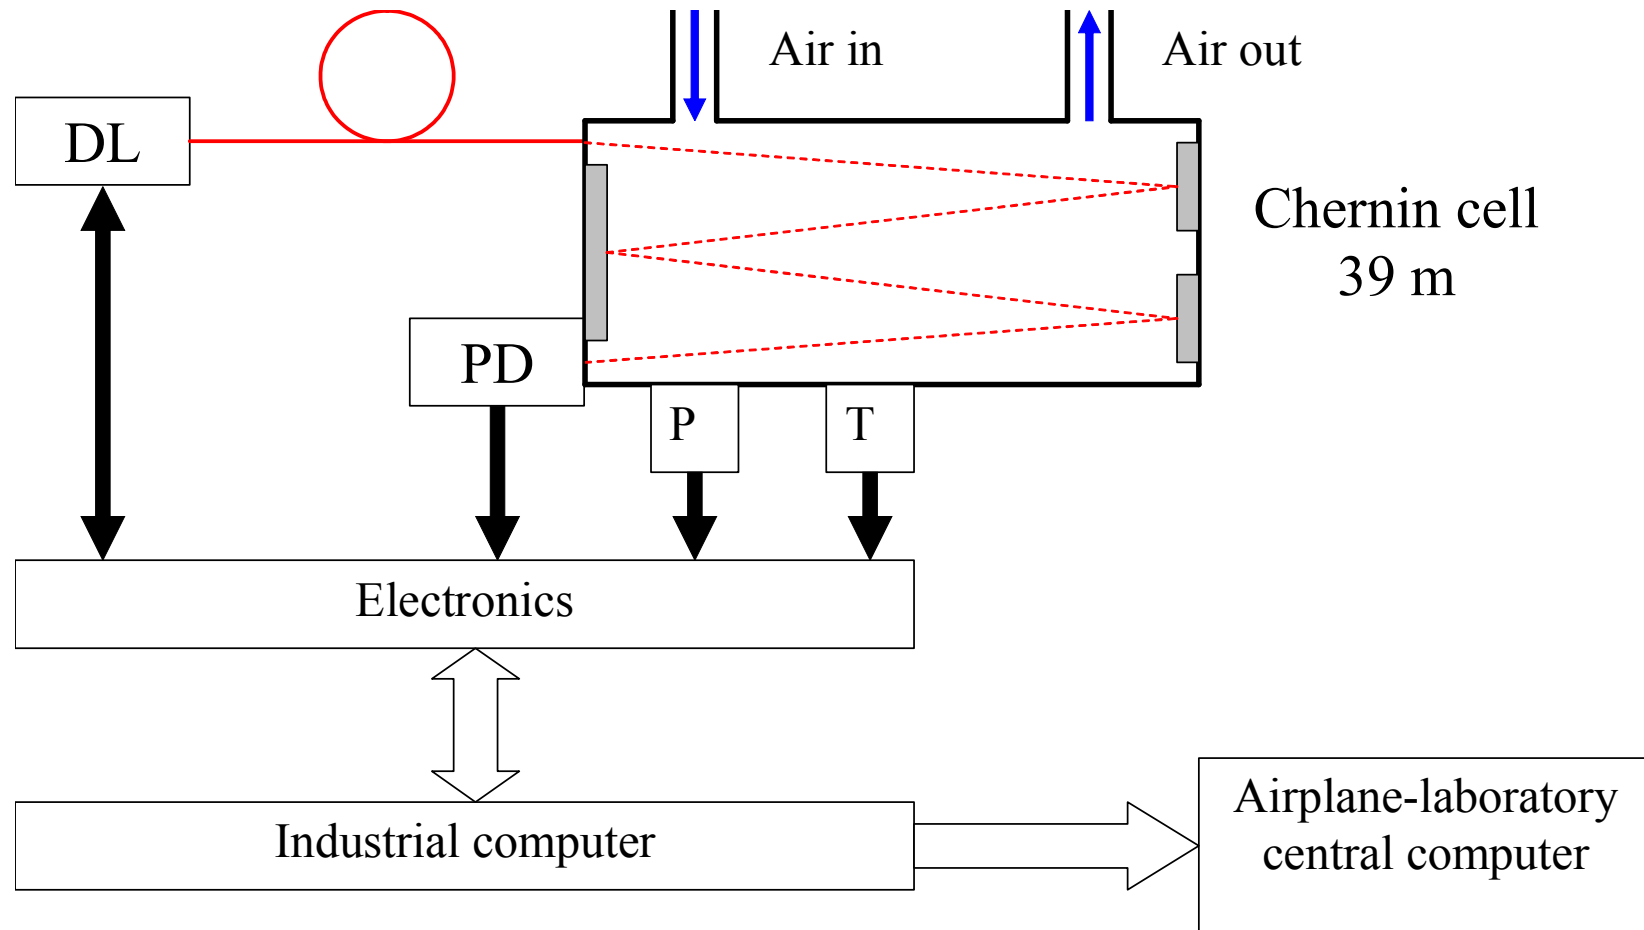 Air in
Air out
DL
Chernin cell
39 m
PD
P
T
Electronics
Industrial computer
Airplane-laboratory
central computer